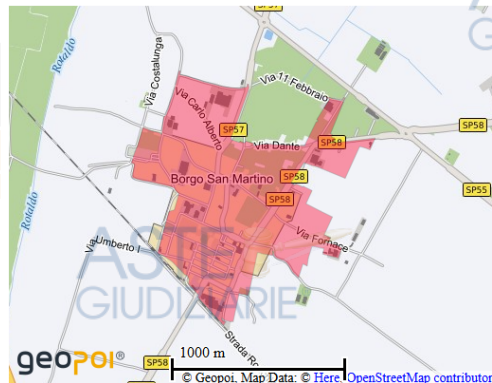 SP57
Rotaldo
Via Costalunga
Via 11 Febbraio
Via Carlo Alberto
SP57
SP58
SP58
Via Dante
SP58
Borgo San Martino
SP55
SP58
Rotaldo
Via Fornace
Via Umberto I
ASTE
GIUDIZIARIE
Strada Ro
geopoi®
SP58
1000 m
© Geopoi, Map Data: © Here, OpenStreetMap contributor